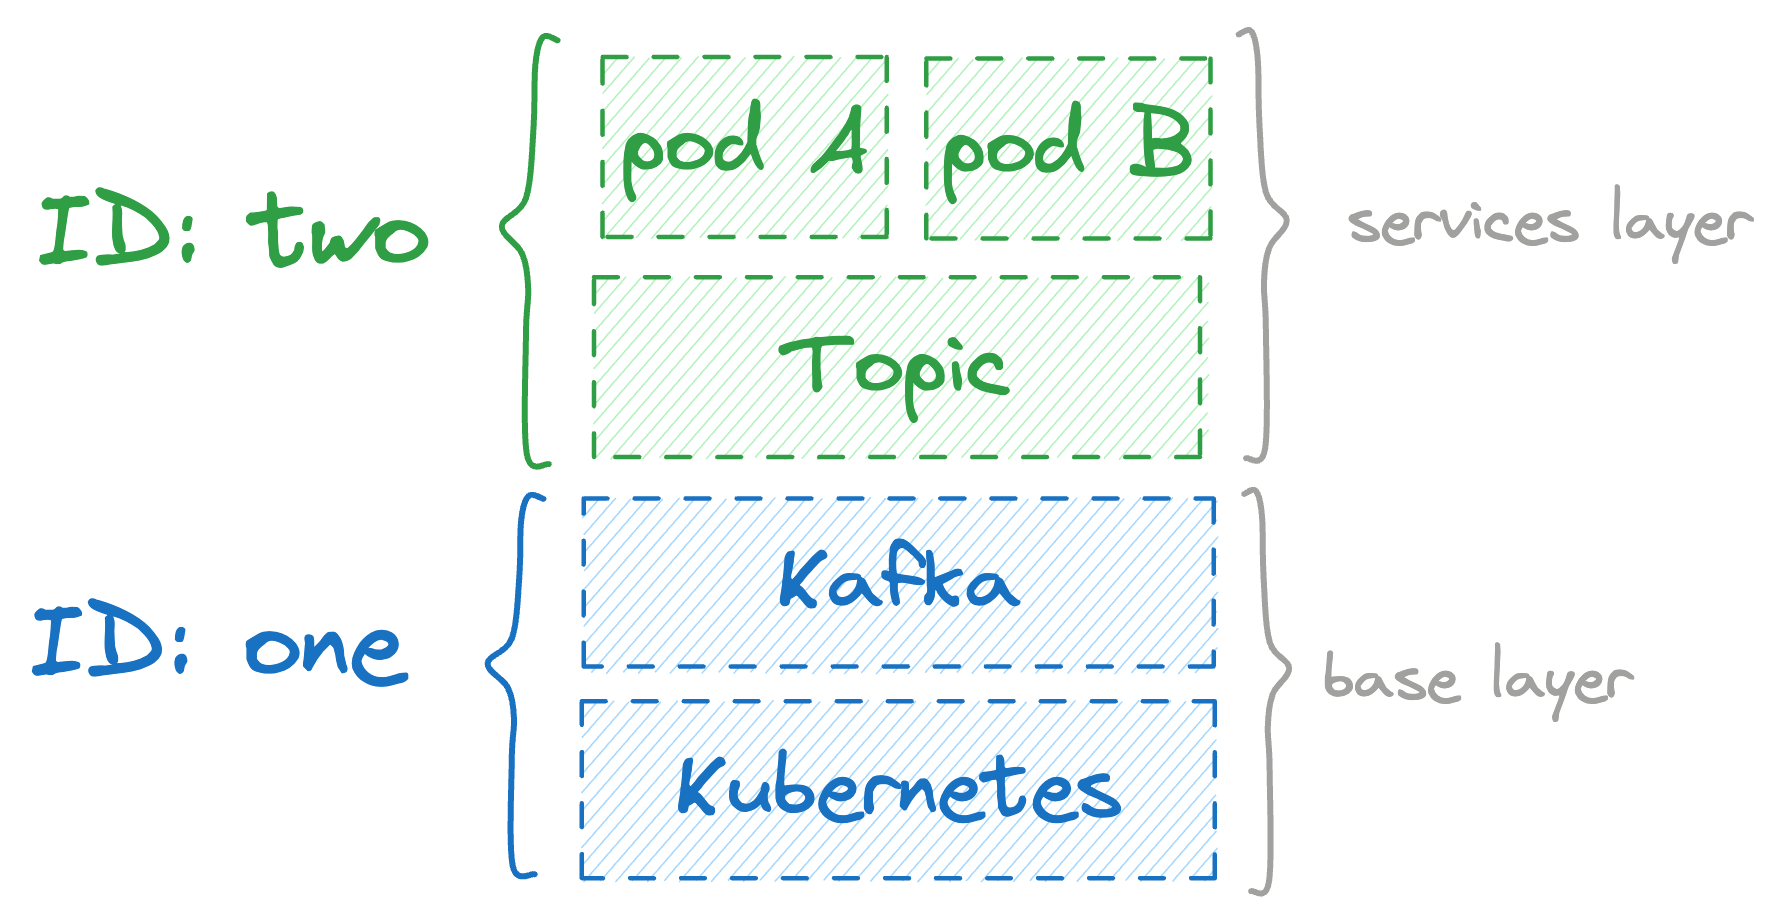 pod A
pod B
ID: two
services layer
Topic
Kafka
ID: one
base layer
Kubernetes